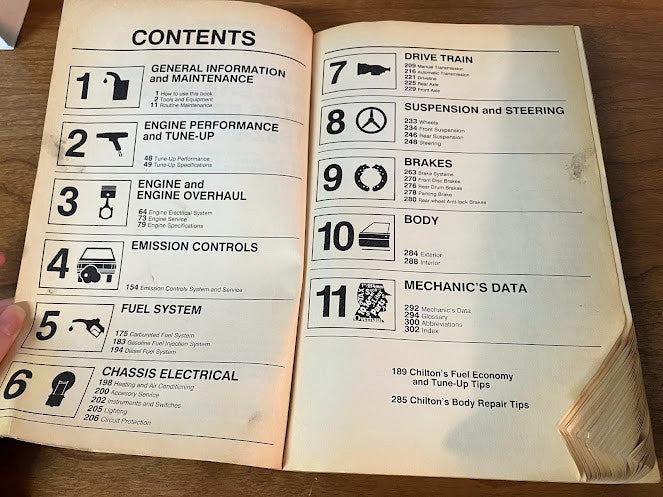 CONTENTS
1
GENERAL INFORMATION
and MAINTENANCE
1 How to use this book
2 Tools and Equipment
11 Routine Maintenance
2
ENGINE PERFORMANCE
and TUNE-UP
48 Tune-Up Performance
49 Tune-Up Specifications
3
ENGINE and
ENGINE OVERHAUL
64 Engine Electrical System
73 Engine Service
79 Engine Specifications
4
EMISSION CONTROLS
154 Emission Controls System and Service
5
FUEL SYSTEM
175 Carbureted Fuel System
183 Gasoline Fuel Injection System
194 Diesel Fuel System
6
CHASSIS ELECTRICAL
198 Heating and Air Conditioning
200 Accesory Service
202 Instruments and Switches
205 Lighting
206 Circuit Protection
7
DRIVE TRAIN
209 Manual Transmission
216 Automatic Transmission
221 Driveline
225 Rear Axle
229 Front Axle
8
SUSPENSION and STEERING
233 Wheels
234 Front Suspension
246 Rear Suspension
248 Steering
9
BRAKES
263 Brake Systems
270 Front Disc Brakes
276 Rear Drum Brakes
278 Parking Brake
280 Rear wheel Anti-lock Brakes
10
BODY
284 Exterior
288 Interior
11
MECHANIC'S DATA
292 Mechanic's Data
294 Glossary
300 Abbreviations
302 Index
189 Chilton's Fuel Economy
and Tune-Up Tips
285 Chilton's Body Repair Tips